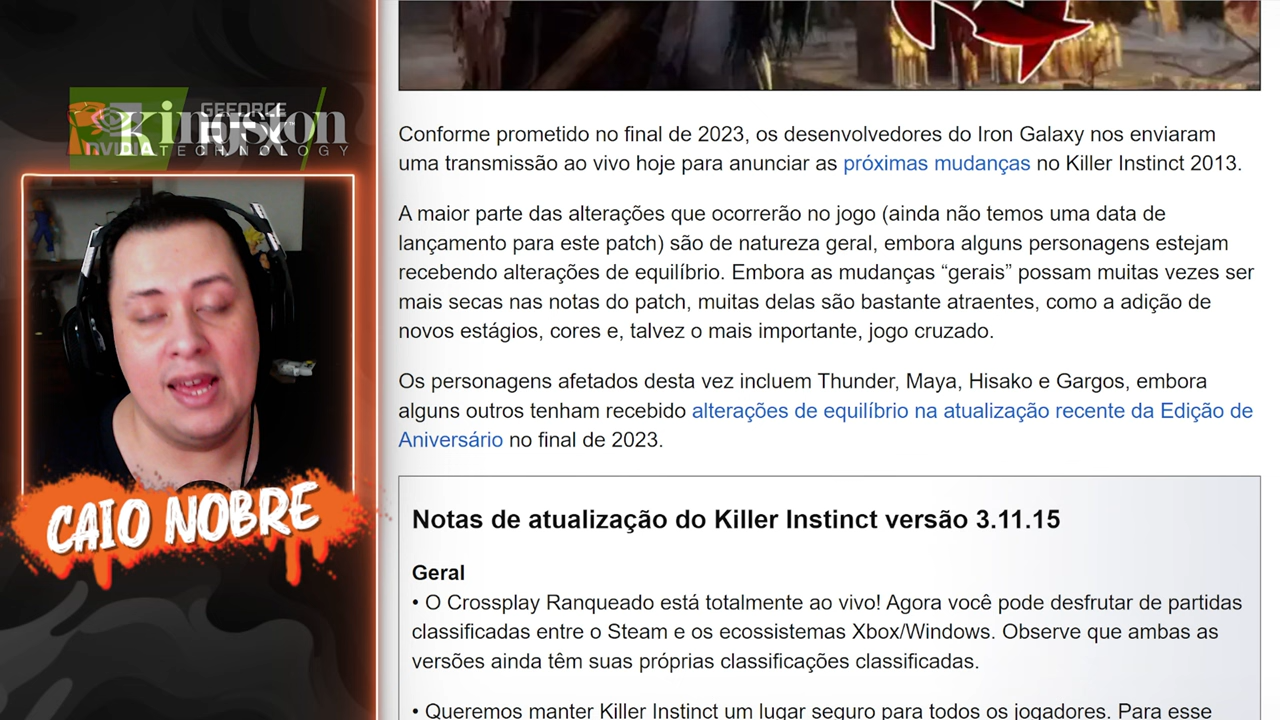 GEFORCE
RTX
Kingston
NVIDIA
TECHNOLOGY
CAIO NOBRE
Conforme prometido no final de 2023, os desenvolvedores do Iron Galaxy nos enviaram
uma transmissão ao vivo hoje para anunciar as próximas mudanças no Killer Instinct 2013.
A maior parte das alterações que ocorrerão no jogo (ainda não temos uma data de
lançamento para este patch) são de natureza geral, embora alguns personagens estejam
recebendo alterações de equilíbrio. Embora as mudanças “gerais” possam muitas vezes ser
mais secas nas notas do patch, muitas delas são bastante atraentes, como a adição de
novos estágios, cores e, talvez o mais importante, jogo cruzado.
Os personagens afetados desta vez incluem Thunder, Maya, Hisako e Gargos, embora
alguns outros tenham recebido alterações de equilíbrio na atualização recente da Edição de
Aniversário no final de 2023.
Notas de atualização do Killer Instinct versão 3.11.15
Geral
• O Crossplay Ranqueado está totalmente ao vivo! Agora você pode desfrutar de partidas
classificadas entre o Steam e os ecossistemas Xbox/Windows. Observe que ambas as
versões ainda têm suas próprias classificações classificadas.
• Queremos manter Killer Instinct um lugar seguro para todos os jogadores. Para esse